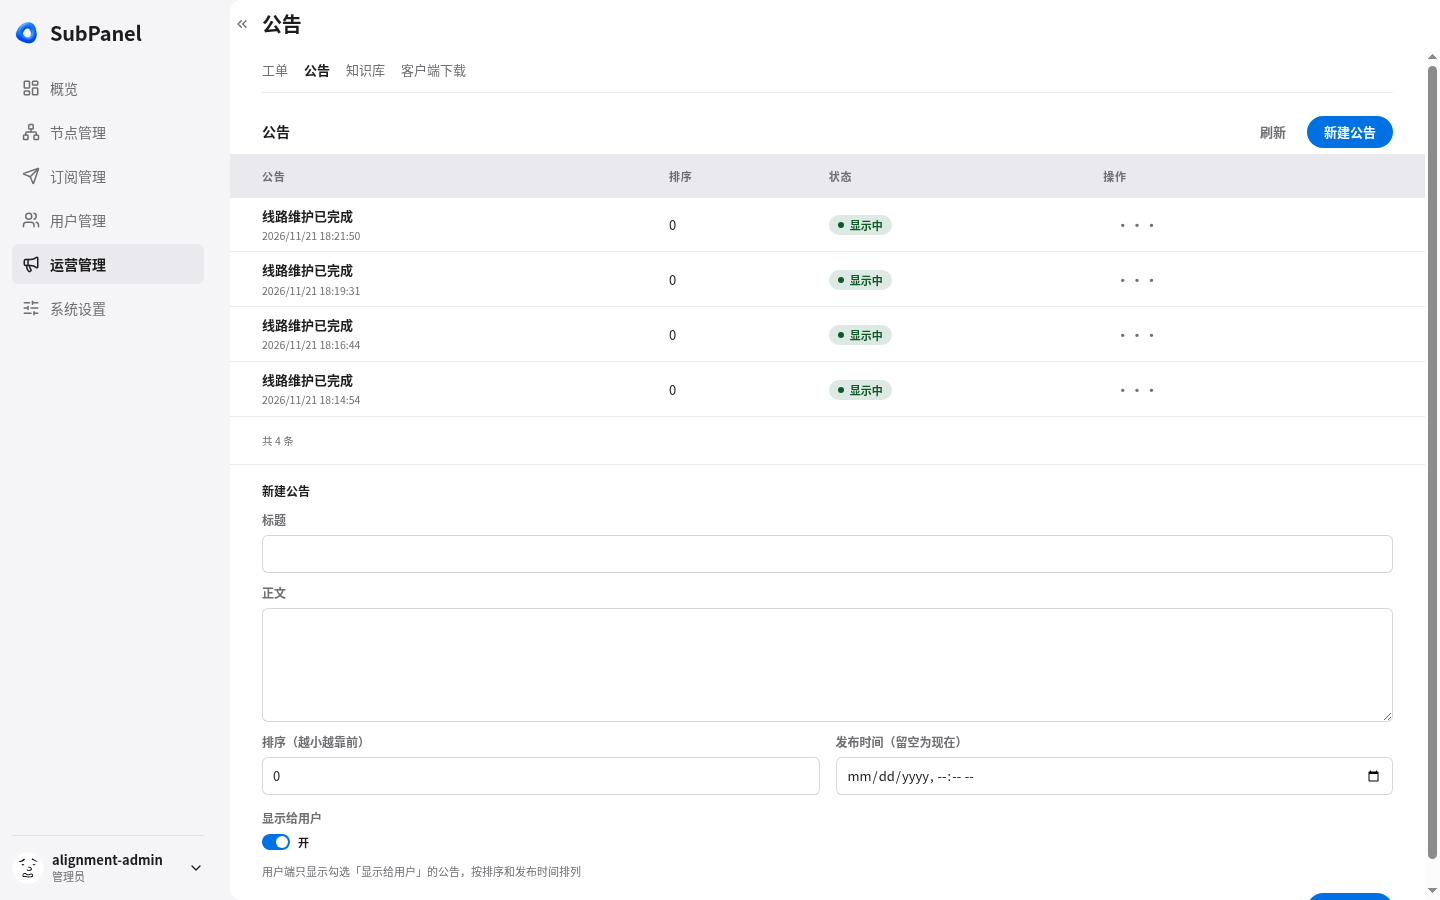 SubPanel
概览
节点管理
订阅管理
用户管理
运营管理
系统设置
alignment-admin
管理员
公告
工单 公告 知识库 客户端下载
公告 刷新 新建公告
公告 排序 状态 操作
线路维护已完成
2026/11/21 18:21:50
0 显示中
线路维护已完成
2026/11/21 18:19:31
0 显示中
线路维护已完成
2026/11/21 18:16:44
0 显示中
线路维护已完成
2026/11/21 18:14:54
0 显示中
共 4 条
新建公告
标题
正文
排序（越小越靠前） 发布时间（留空为现在）
0 mm/dd/yyyy, --:-- --
显示给用户
开
用户端只显示勾选「显示给用户」的公告，按排序和发布时间排列